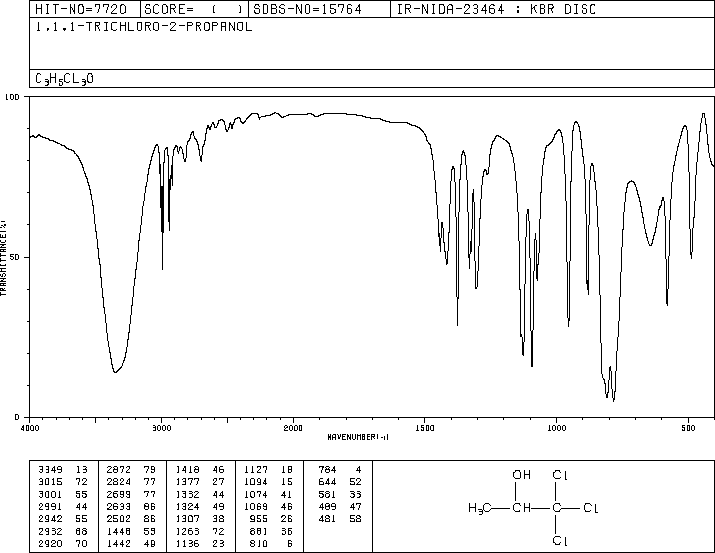 HIT-NO=7720 SCORE= ( ) SDBS-NO=15764 IR-NIDA-23464 : KBR DISC
1,1,1-TRICHLORO-2-PROPANOL
C3H5CL3O
100
50
0
TRANSMITTANCE(%)
4000 3000 2000 1500 1000 500
WAVENUMBER(-1)
3349 13 2872 79 1418 46 1127 18 784 4
3015 72 2824 77 1377 27 1094 15 644 52
3001 55 2699 77 1332 44 1074 41 581 33
2991 44 2633 86 1324 49 1069 46 489 47
2942 55 2502 86 1307 38 955 26 481 58
2932 68 1448 59 1263 72 881 36
2920 70 1442 49 1136 23 810 6
OH Cl
H3C CH Cl
Cl